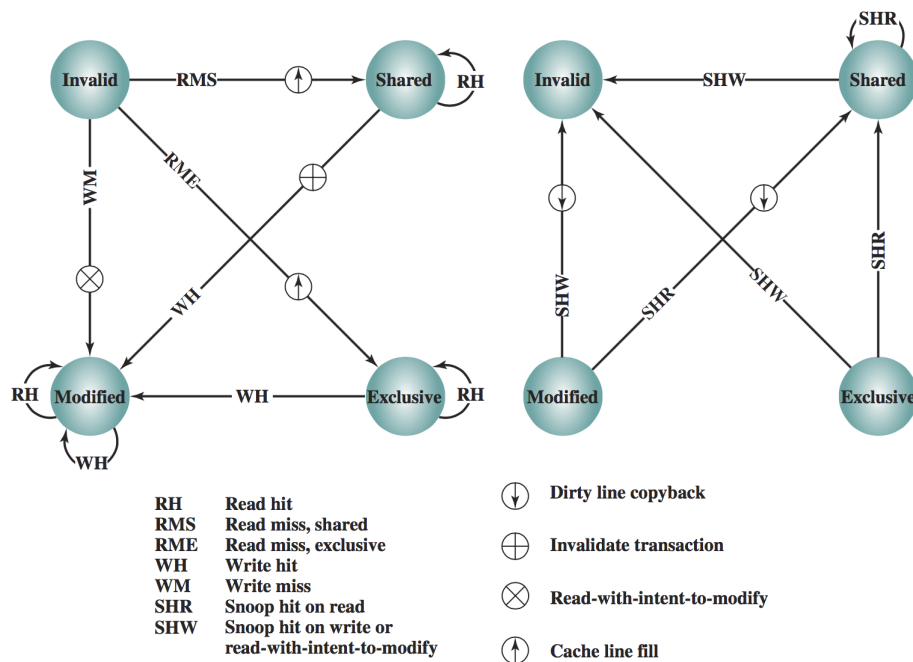 Invalid
RMS
Shared
RH
WM
RME
WH
RH
Modified
WH
WH
Exclusive
RH
SHR
Invalid
SHW
Shared
SHW
SHR
SHW
SHR
Modified
Exclusive
RH Read hit
RMS Read miss, shared
RME Read miss, exclusive
WH Write hit
WM Write miss
SHR Snoop hit on read
SHW Snoop hit on write or
read-with-intent-to-modify
Dirty line copyback
Invalidate transaction
Read-with-intent-to-modify
Cache line fill